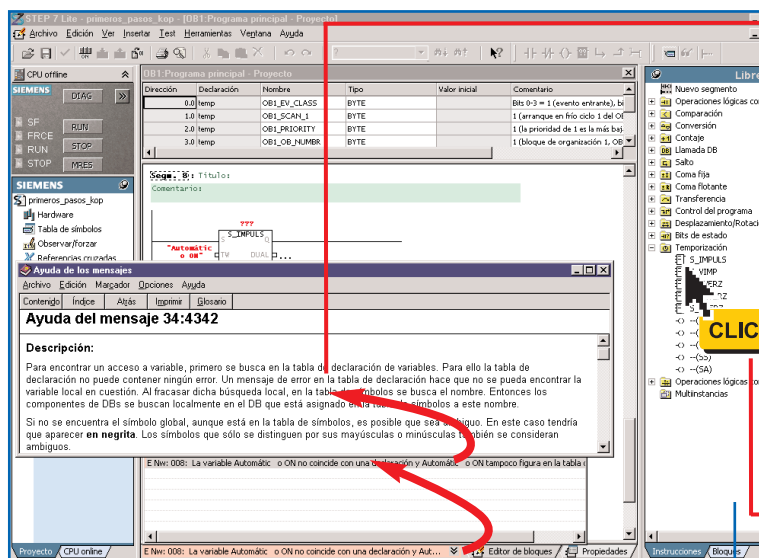 STEP 7 Lite - primeros_pasos_kop - [OB1:Programa principal - Proyecto]
Archivo Edición Ver Insertar Test Herramientas Ventana Ayuda
CPU offline
SIEMENS
DIAG
SF
FRCE
RUN
STOP
RUN
STOP
MRES
SIEMENS
primeros_pasos_kop
Hardware
Tabla de símbolos
Observar/forzar
Referencias cruzadas
OB1:Programa principal - Proyecto
Dirección Declaración Nombre Tipo Valor inicial Comentario
0.0 temp OB1_EV_CLASS BYTE Bits 0-3 = 1 (evento entrante), bi
1.0 temp OB1_SCAN_1 BYTE 1 (arranque en frío ciclo 1 del OB
2.0 temp OB1_PRIORITY BYTE 1 (la prioridad de 1 es la más baj
3.0 temp OB1_OB_NUMBR BYTE 1 (bloque de organización 1, OB
Segm. 8: Título:
Comentario:
???
S_IMPULS
S Q
"Automátic
o ON" TW DUAL ...
Ayuda de los mensajes
Archivo Edición Marcador Opciones Ayuda
Contenido Índice Atrás Imprimir Glosario
Ayuda del mensaje 34:4342
Descripción:
Para encontrar un acceso a variable, primero se busca en la tabla de declaración de variables. Para ello la tabla de
declaración no puede contener ningún error. Un mensaje de error en la tabla de declaración hace que no se pueda encontrar la
variable local en cuestión. Al fracasar dicha búsqueda local, en la tabla de símbolos se busca el nombre. Entonces los
componentes de DBs se buscan localmente en el DB que está asignado en la tabla de símbolos a este nombre.
Si no se encuentra el símbolo global, aunque está en la tabla de símbolos, es posible que sea ambiguo. En este caso tendría
que aparecer en negrita. Los símbolos que sólo se distinguen por sus mayúsculas o minúsculas también se consideran
ambiguos.
E Nw: 008: La variable Automátic o ON no coincide con una declaración y Automátic o ON tampoco figura en la tabla
E Nw: 008: La variable Automátic o ON no coincide con una declaración y Aut...
Editor de bloques Propiedades
Proyecto CPU online
Libre
Nuevo segmento
Operaciones lógicas con
Comparación
Conversión
Contaje
Llamada DB
Salto
Coma fija
Coma flotante
Transferencia
Control del programa
Desplazamiento/Rotaci
Bits de estado
Temporización
S_IMPULS
VIMP
VERZ
CLIC
--(SS)
--(SA)
Operaciones lógicas con
Multinstancias
Instrucciones Bloques